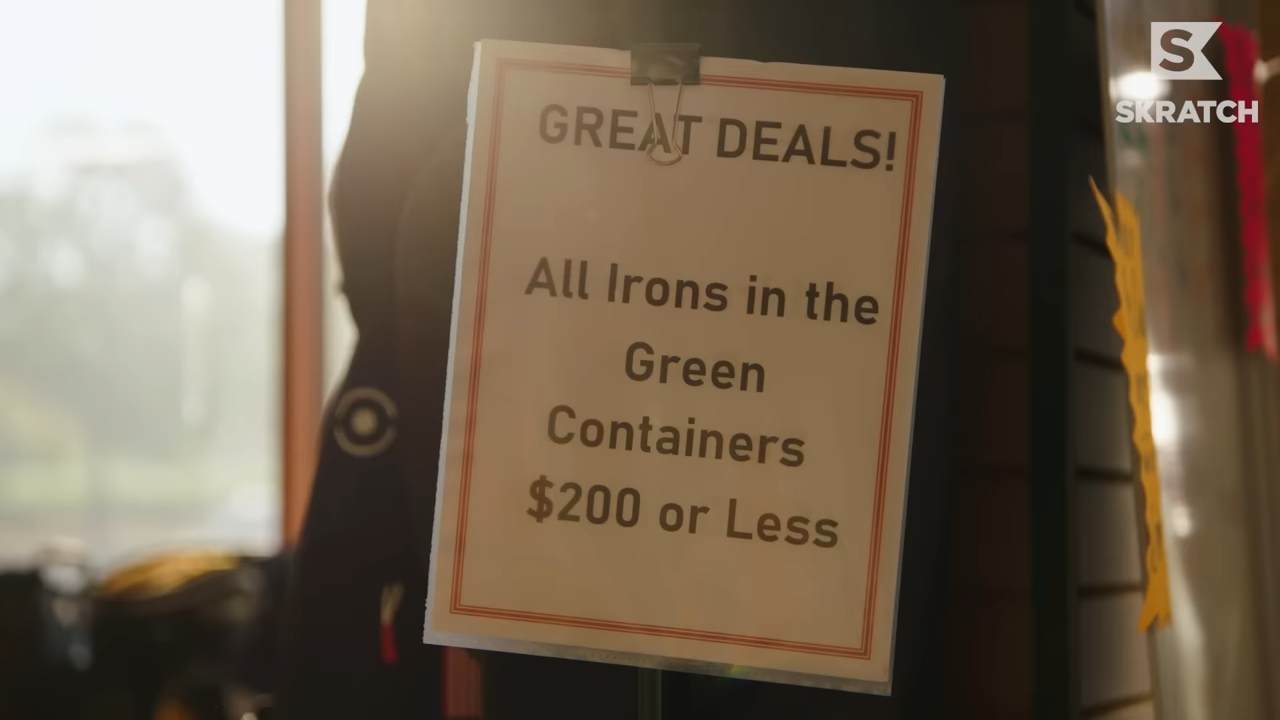 S
SKRATCH
GREAT DEALS!
All Irons in the
Green
Containers
$200 or Less